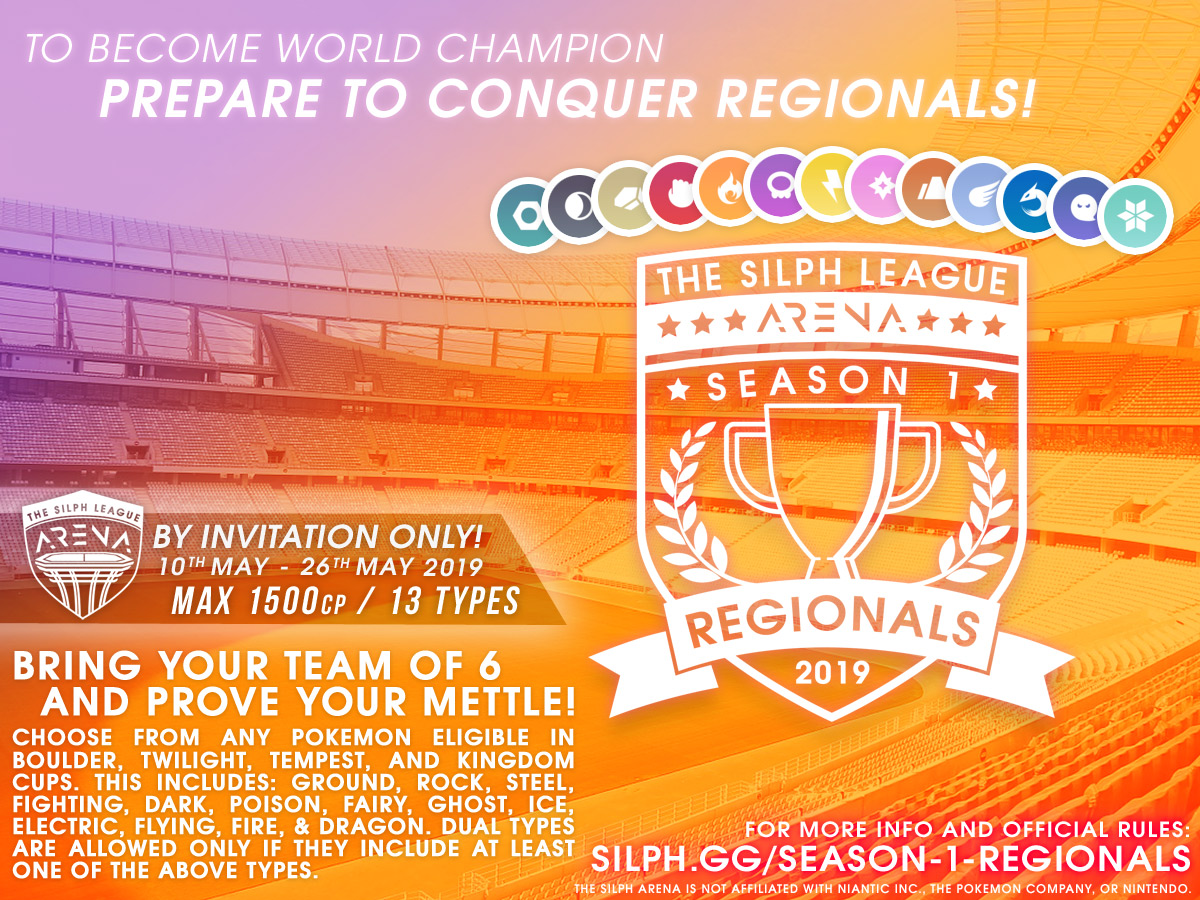 TO BECOME WORLD CHAMPION
PREPARE TO CONQUER REGIONALS!
THE SILPH LEAGUE
ARENA
SEASON 1
REGIONALS
2019
THE SILPH LEAGUE
ARENA
BY INVITATION ONLY!
10TH MAY - 26TH MAY 2019
MAX 1500CP / 13 TYPES
BRING YOUR TEAM OF 6
AND PROVE YOUR METTLE!
CHOOSE FROM ANY POKEMON ELIGIBLE IN
BOULDER, TWILIGHT, TEMPEST, AND KINGDOM
CUPS. THIS INCLUDES: GROUND, ROCK, STEEL,
FIGHTING, DARK, POISON, FAIRY, GHOST, ICE,
ELECTRIC, FLYING, FIRE, & DRAGON. DUAL TYPES
ARE ALLOWED ONLY IF THEY INCLUDE AT LEAST
ONE OF THE ABOVE TYPES.
FOR MORE INFO AND OFFICIAL RULES:
SILPH.GG/SEASON-1-REGIONALS
THE SILPH ARENA IS NOT AFFILIATED WITH NIANTIC INC., THE POKEMON COMPANY, OR NINTENDO.